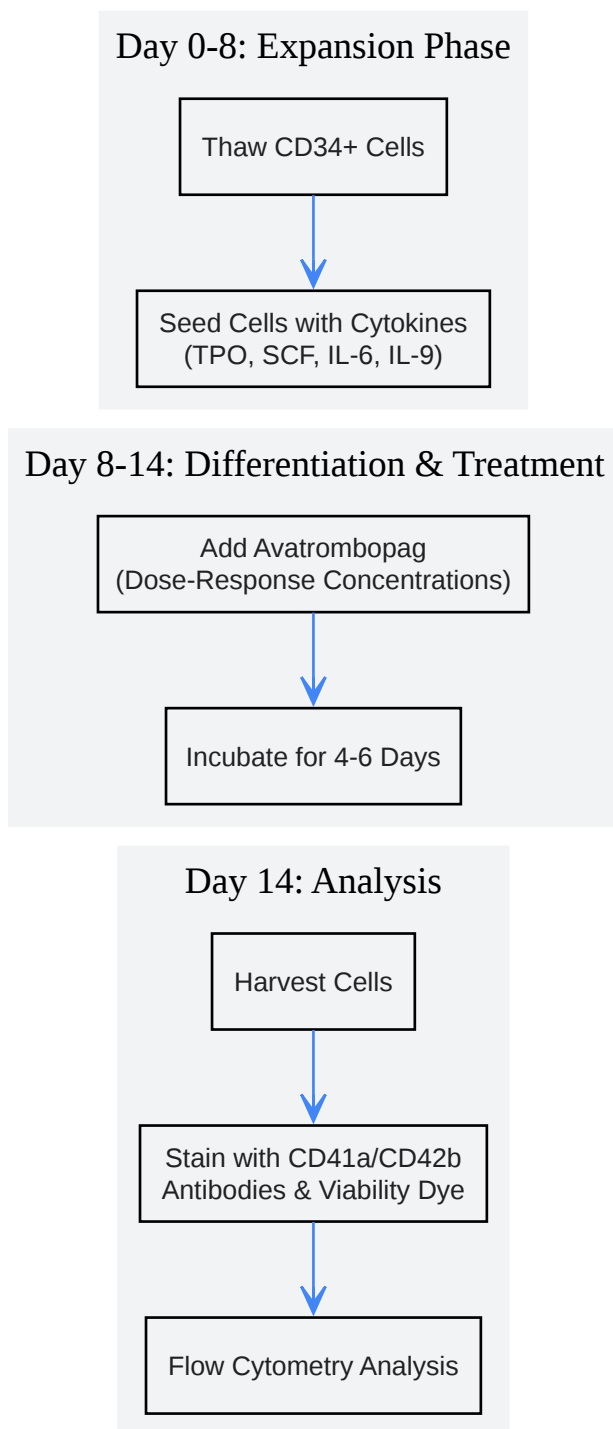 Day 0-8: Expansion Phase
Thaw CD34+ Cells
Seed Cells with Cytokines
(TPO, SCF, IL-6, IL-9)
Day 8-14: Differentiation & Treatment
Add Avatrombopag
(Dose-Response Concentrations)
Incubate for 4-6 Days
Day 14: Analysis
Harvest Cells
Stain with CD41a/CD42b
Antibodies & Viability Dye
Flow Cytometry Analysis